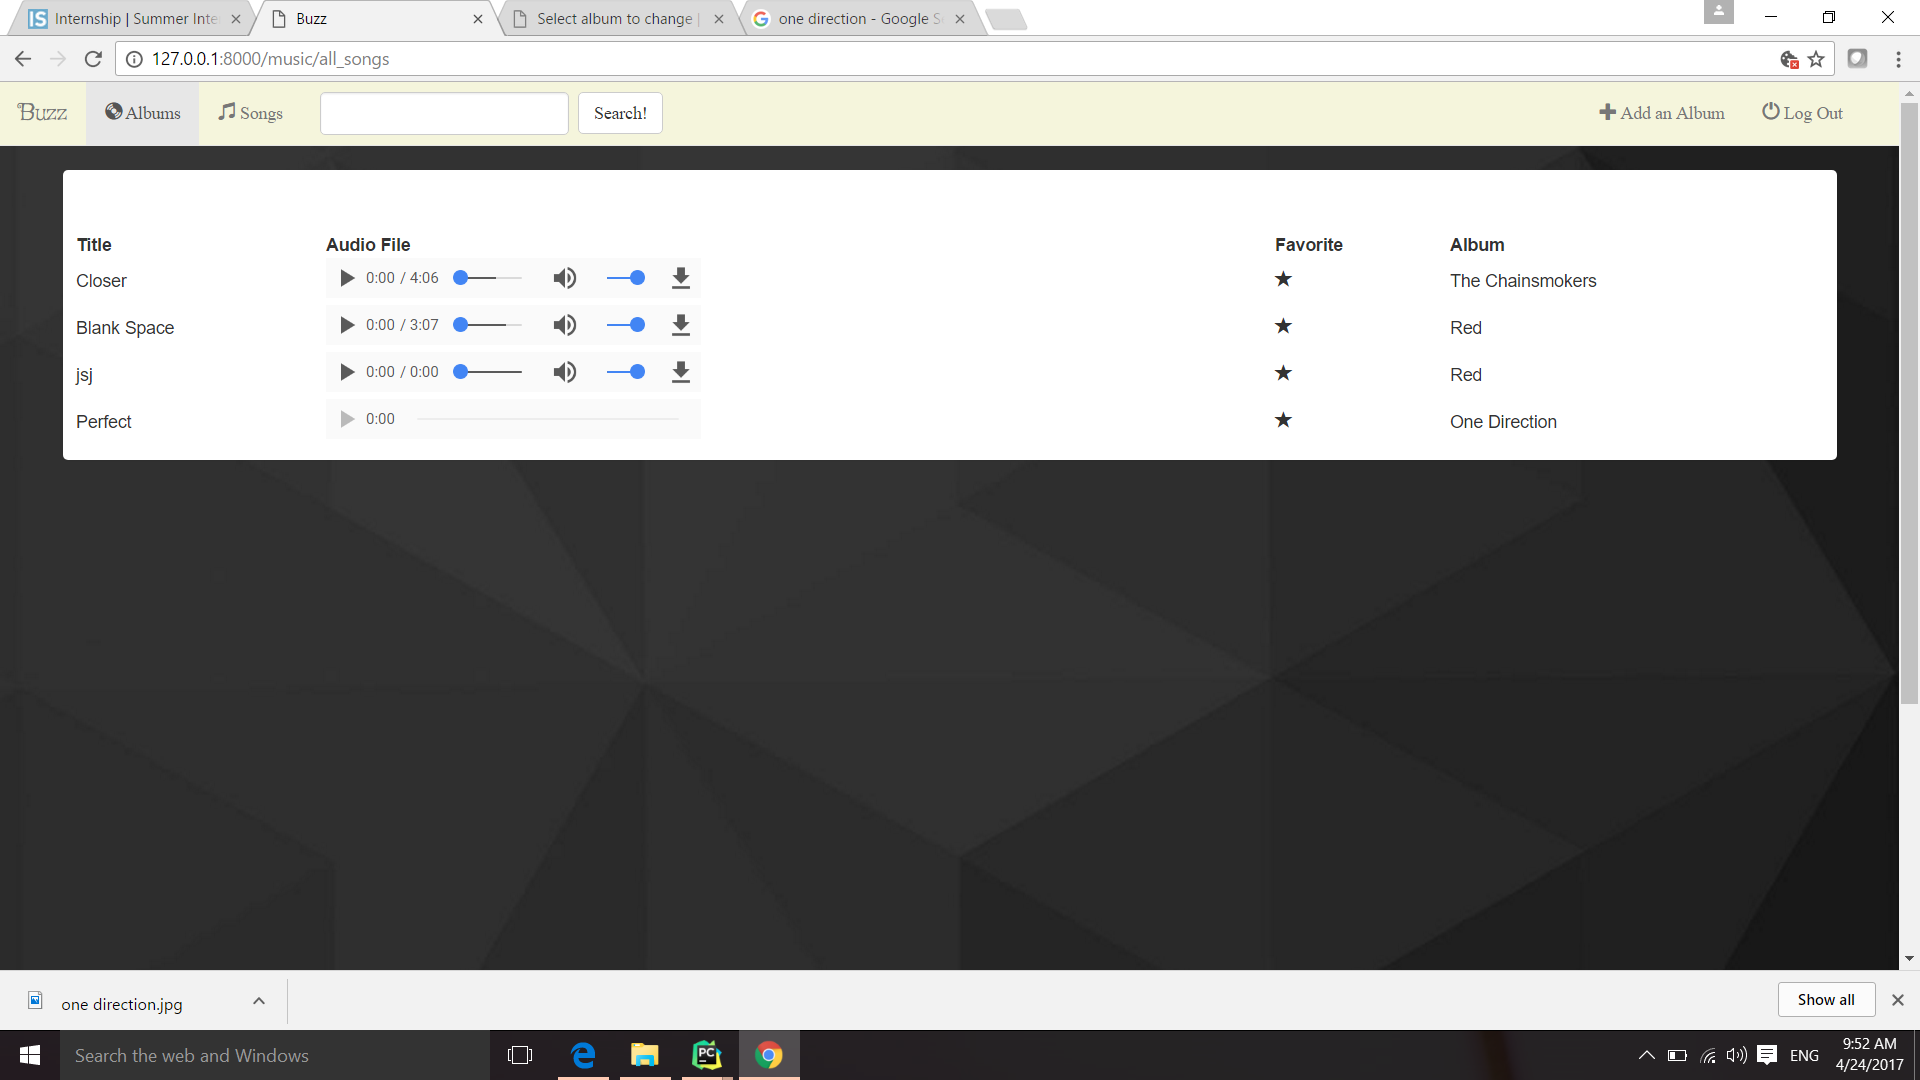 Internship | Summer Inte
Buzz
Select album to change |
one direction - Google S
127.0.0.1:8000/music/all_songs
Buzz Albums Songs Search! Add an Album Log Out
Title Audio File Favorite Album
Closer 0:00 / 4:06 The Chainsmokers
Blank Space 0:00 / 3:07 Red
jsj 0:00 / 0:00 Red
Perfect 0:00 One Direction
one direction.jpg Show all
Search the web and Windows PC ENG 9:52 AM
4/24/2017